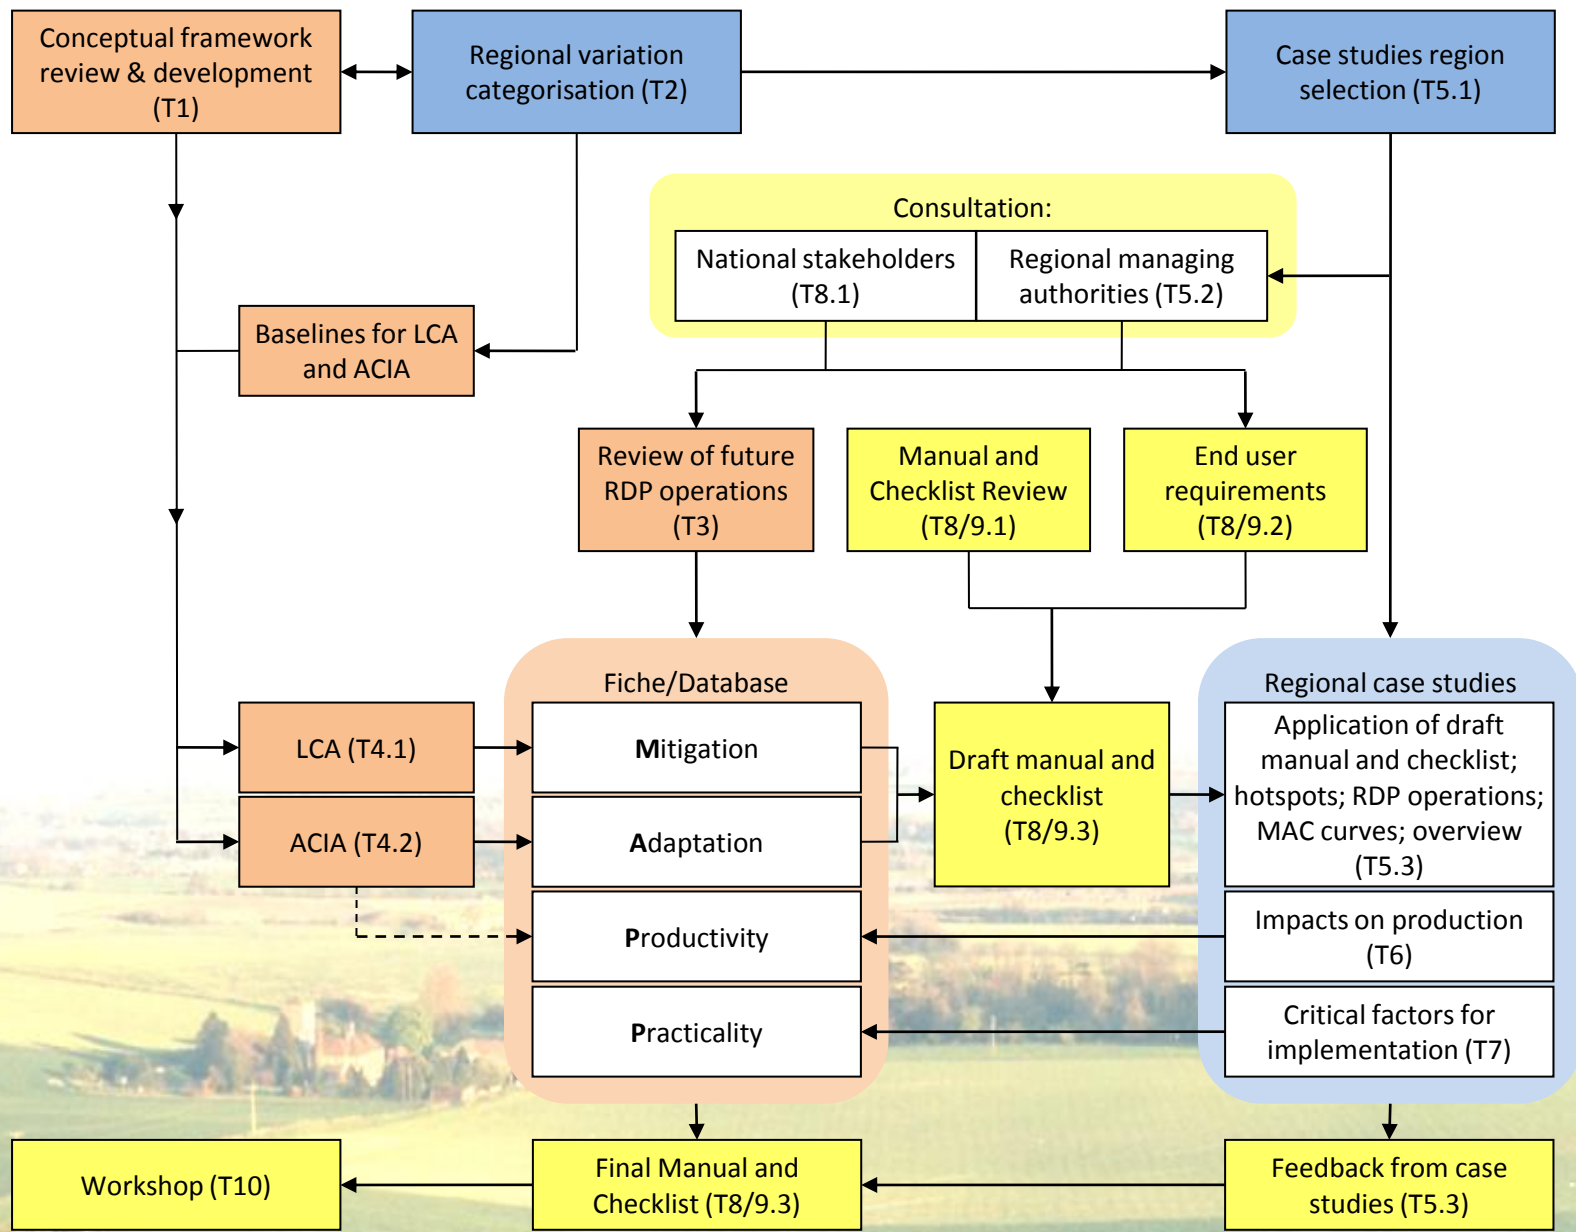 Conceptual framework
review & development
(T1)
Regional variation
categorisation (T2)
Case studies region
selection (T5.1)
Consultation:
National stakeholders
(T8.1)
Regional managing
authorities (T5.2)
Baselines for LCA
and ACIA
Review of future
RDP operations
(T3)
Manual and
Checklist Review
(T8/9.1)
End user
requirements
(T8/9.2)
Fiche/Database
Mitigation
Adaptation
Productivity
Practicality
LCA (T4.1)
ACIA (T4.2)
Draft manual and
checklist
(T8/9.3)
Regional case studies
Application of draft
manual and checklist;
hotspots; RDP operations;
MAC curves; overview
(T5.3)
Impacts on production
(T6)
Critical factors for
implementation (T7)
Workshop (T10)
Final Manual and
Checklist (T8/9.3)
Feedback from case
studies (T5.3)